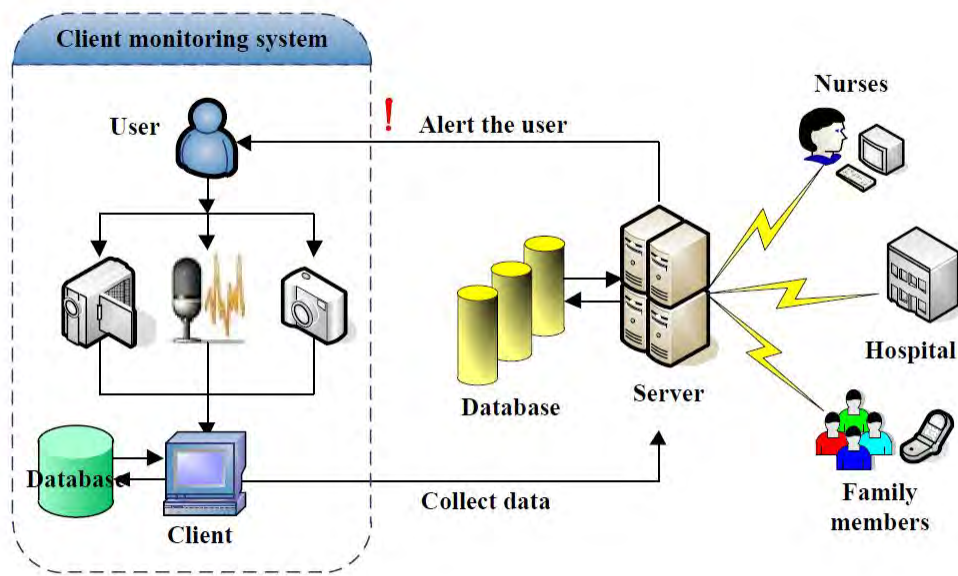 Client monitoring system
User
!
Alert the user
Nurses
Database
Server
Hospital
Database
Client
Collect data
Family
members